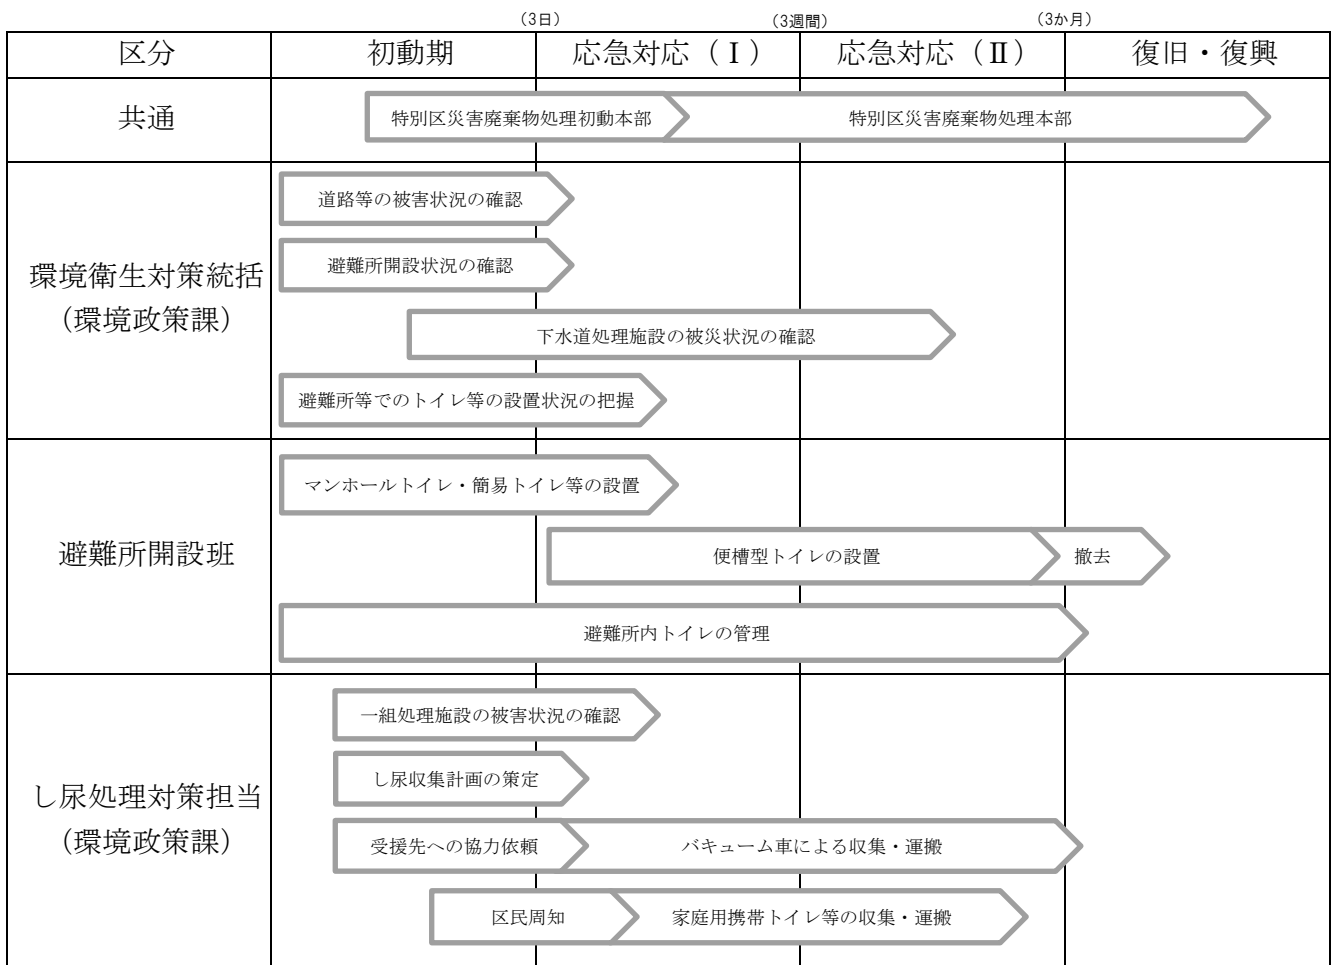 （3日）
（3週間）
（3か月）
区分
初動期
応急対応（Ⅰ）
応急対応（Ⅱ）
復旧・復興
共通
特別区災害廃棄物処理初動本部
特別区災害廃棄物処理本部
環境衛生対策統括
（環境政策課）
道路等の被害状況の確認
避難所開設状況の確認
下水道処理施設の被災状況の確認
避難所等でのトイレ等の設置状況の把握
避難所開設班
マンホールトイレ・簡易トイレ等の設置
便槽型トイレの設置
撤去
避難所内トイレの管理
し尿処理対策担当
（環境政策課）
一組処理施設の被害状況の確認
し尿収集計画の策定
受援先への協力依頼
バキューム車による収集・運搬
区民周知
家庭用携帯トイレ等の収集・運搬